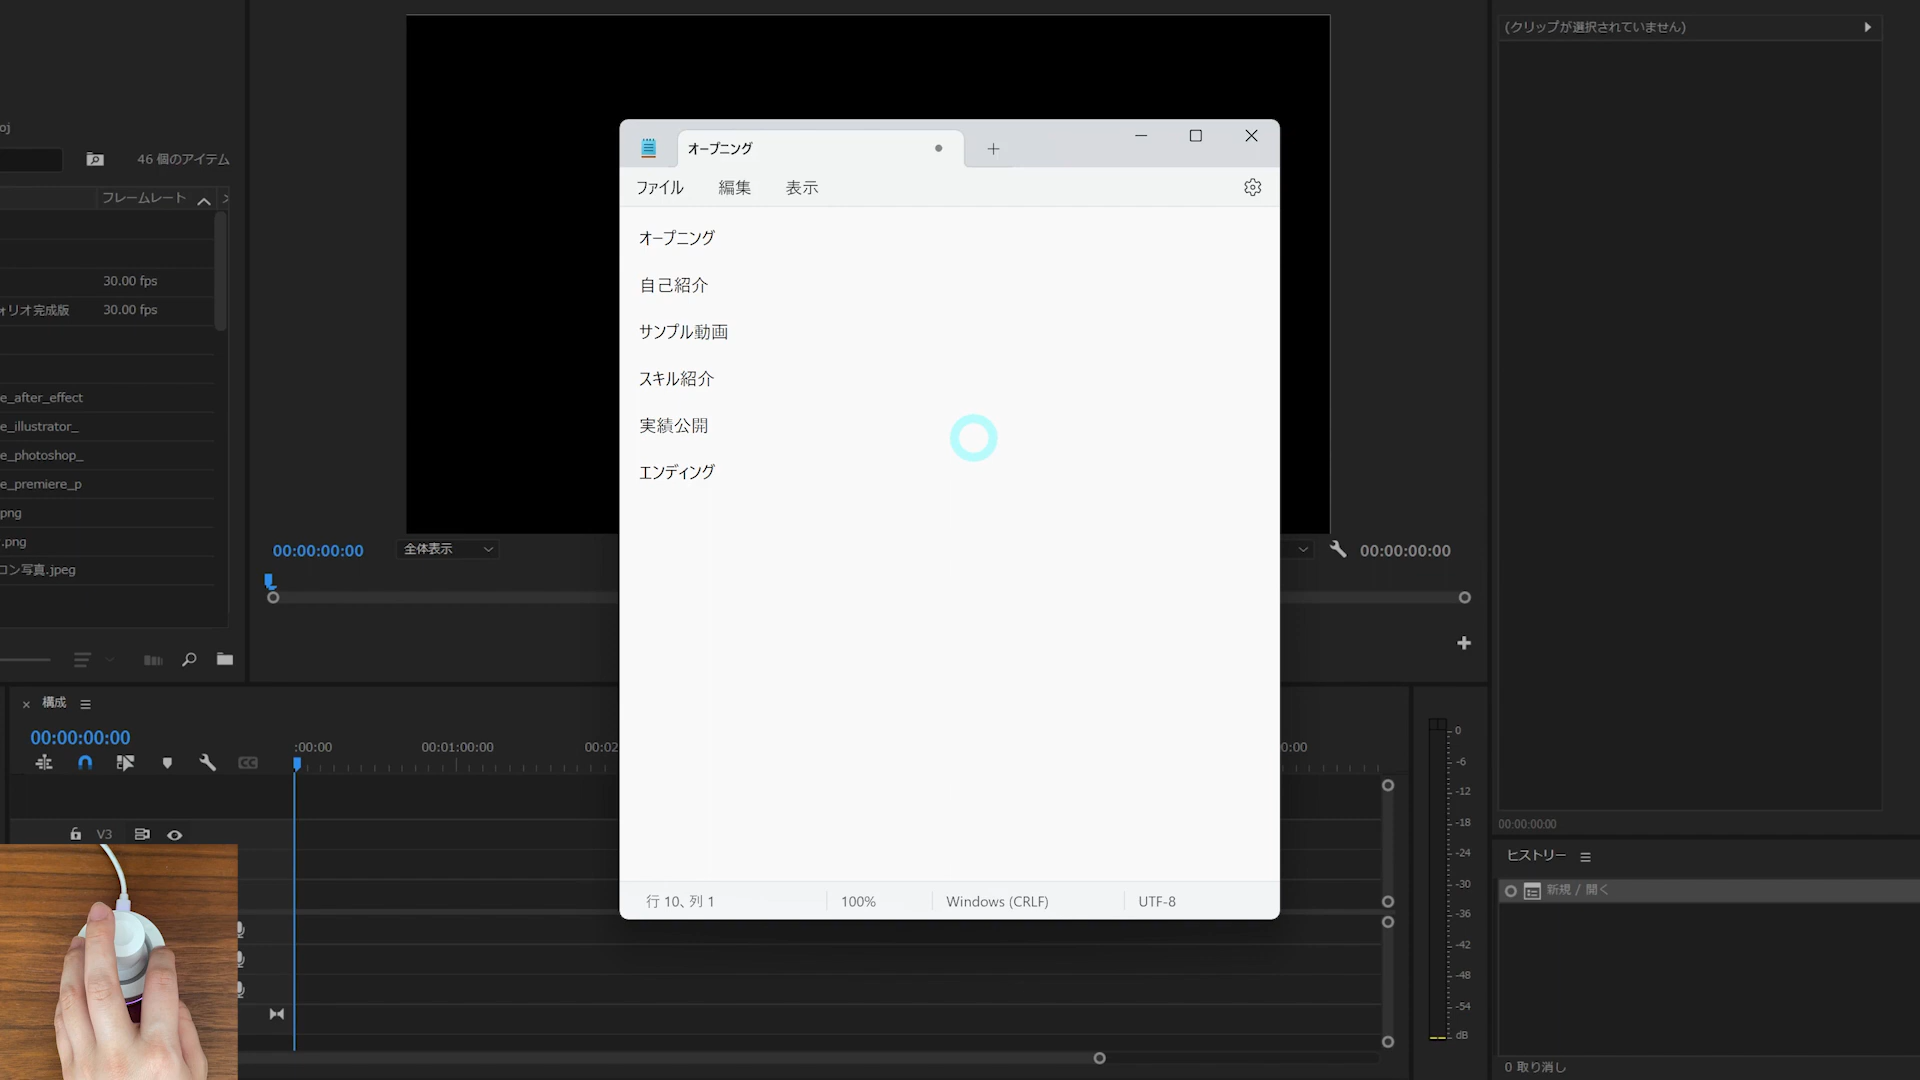 (クリップが選択されていません)
oj
46 個のアイテム
フレームレート
30.00 fps
ォリオ完成版
30.00 fps
e_after_effect
e_illustrator_
e_photoshop_
e_premiere_p
png
.png
コン写真.jpeg
オープニング
ファイル
編集
表示
オープニング
自己紹介
サンプル動画
スキル紹介
実績公開
エンディング
行 10、列 1
100%
Windows (CRLF)
UTF-8
00:00:00:00
全体表示
00:00:00:00
構成
00:00:00:00
:00:00
00:01:00:00
00:02
0:00
CC
V3
0
-6
-12
-18
-24
-30
-36
-42
-48
-54
dB
00:00:00:00
ヒストリー
新規 / 開く
0 取り消し